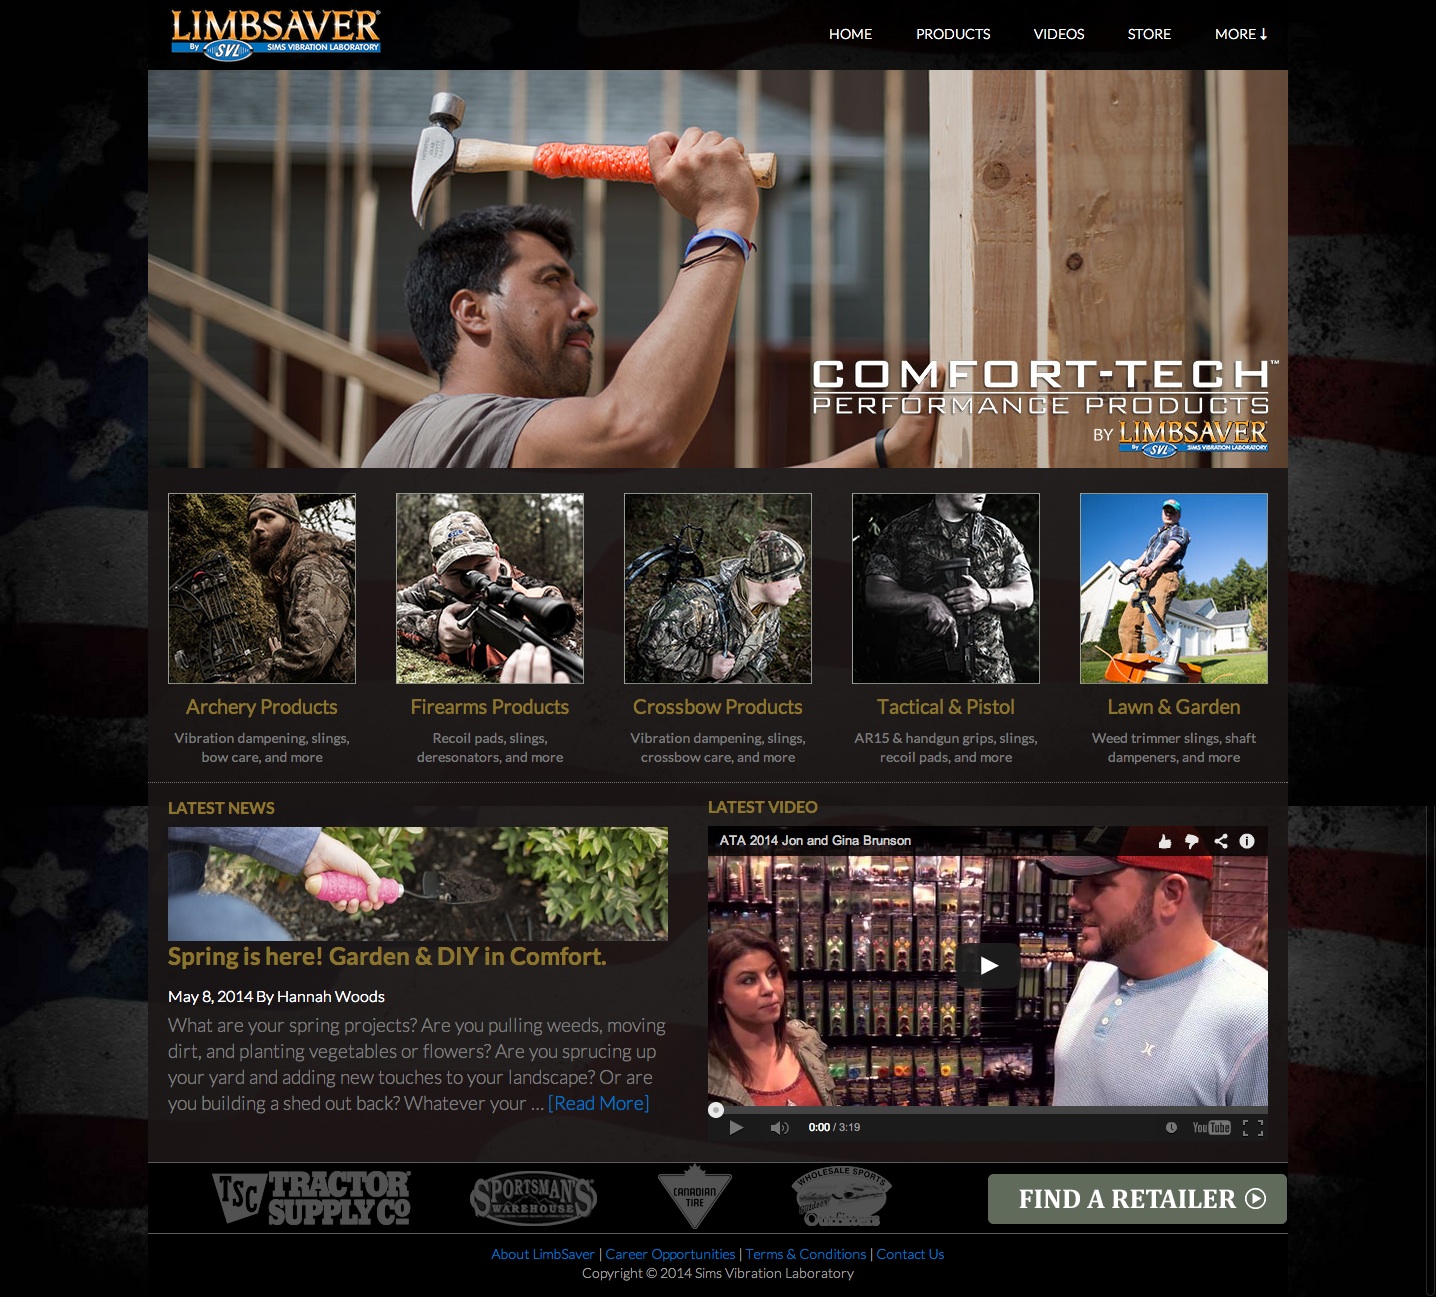 LIMBSAVER®
By SVL SIMS VIBRATION LABORATORY
HOME PRODUCTS VIDEOS STORE MORE
COMFORT-TECH™
PERFORMANCE PRODUCTS
BY LIMBSAVER
By SVL SIMS VIBRATION LABORATORY
Archery Products
Vibration dampening, slings,
bow care, and more
Firearms Products
Recoil pads, slings,
deresonators, and more
Crossbow Products
Vibration dampening, slings,
crossbow care, and more
Tactical & Pistol
AR15 & handgun grips, slings,
recoil pads, and more
Lawn & Garden
Weed trimmer slings, shaft
dampeners, and more
LATEST NEWS
Spring is here! Garden & DIY in Comfort.
May 8, 2014 By Hannah Woods
What are your spring projects? Are you pulling weeds, moving
dirt, and planting vegetables or flowers? Are you sprucing up
your yard and adding new touches to your landscape? Or are
you building a shed out back? Whatever your ... [Read More]
LATEST VIDEO
ATA 2014 Jon and Gina Brunson
0:00 / 3:19
YouTube
TSC TRACTOR
SUPPLY CO
SPORTSMAN'S
WAREHOUSE
CANADIAN
TIRE
WHOLESALE SPORTS
Outdoor
Outfitters
FIND A RETAILER
About LimbSaver | Career Opportunities | Terms & Conditions | Contact Us
Copyright © 2014 Sims Vibration Laboratory